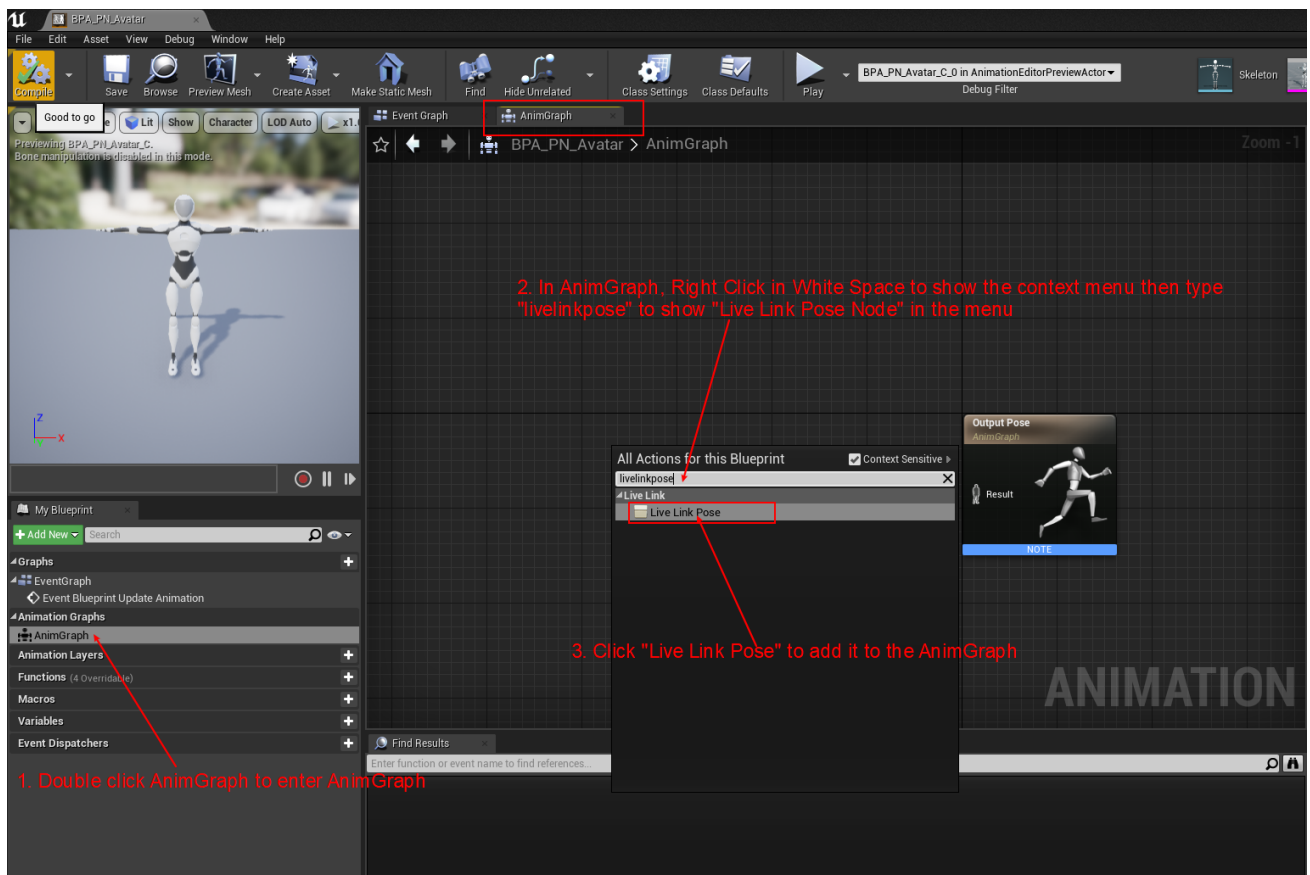 BPA_PN_Avatar
File Edit Asset View Debug Window Help
Compile
Save
Browse
Preview Mesh
Create Asset
Make Static Mesh
Find
Hide Unrelated
Class Settings
Class Defaults
Play
BPA_PN_Avatar_C_0 in AnimationEditorPreviewActor
Debug Filter
Skeleton
Good to go
Lit
Show
Character
LOD Auto
Previewing BPA_PN_Avatar_C.
Bone manipulation is disabled in this mode.
Event Graph
AnimGraph
BPA_PN_Avatar > AnimGraph
Zoom -1
2. In AnimGraph, Right Click in White Space to show the context menu then type
"livelinkpose" to show "Live Link Pose Node" in the menu
Z
X
Output Pose
AnimGraph
Result
NOTE
All Actions for this Blueprint
Context Sensitive
livelinkpose
Live Link
Live Link Pose
My Blueprint
Add New
Search
Graphs
EventGraph
Event Blueprint Update Animation
Animation Graphs
AnimGraph
Animation Layers
Functions (4 Overridable)
Macros
Variables
Event Dispatchers
3. Click "Live Link Pose" to add it to the AnimGraph
ANIMATION
Find Results
Enter function or event name to find references...
1. Double click AnimGraph to enter AnimGraph